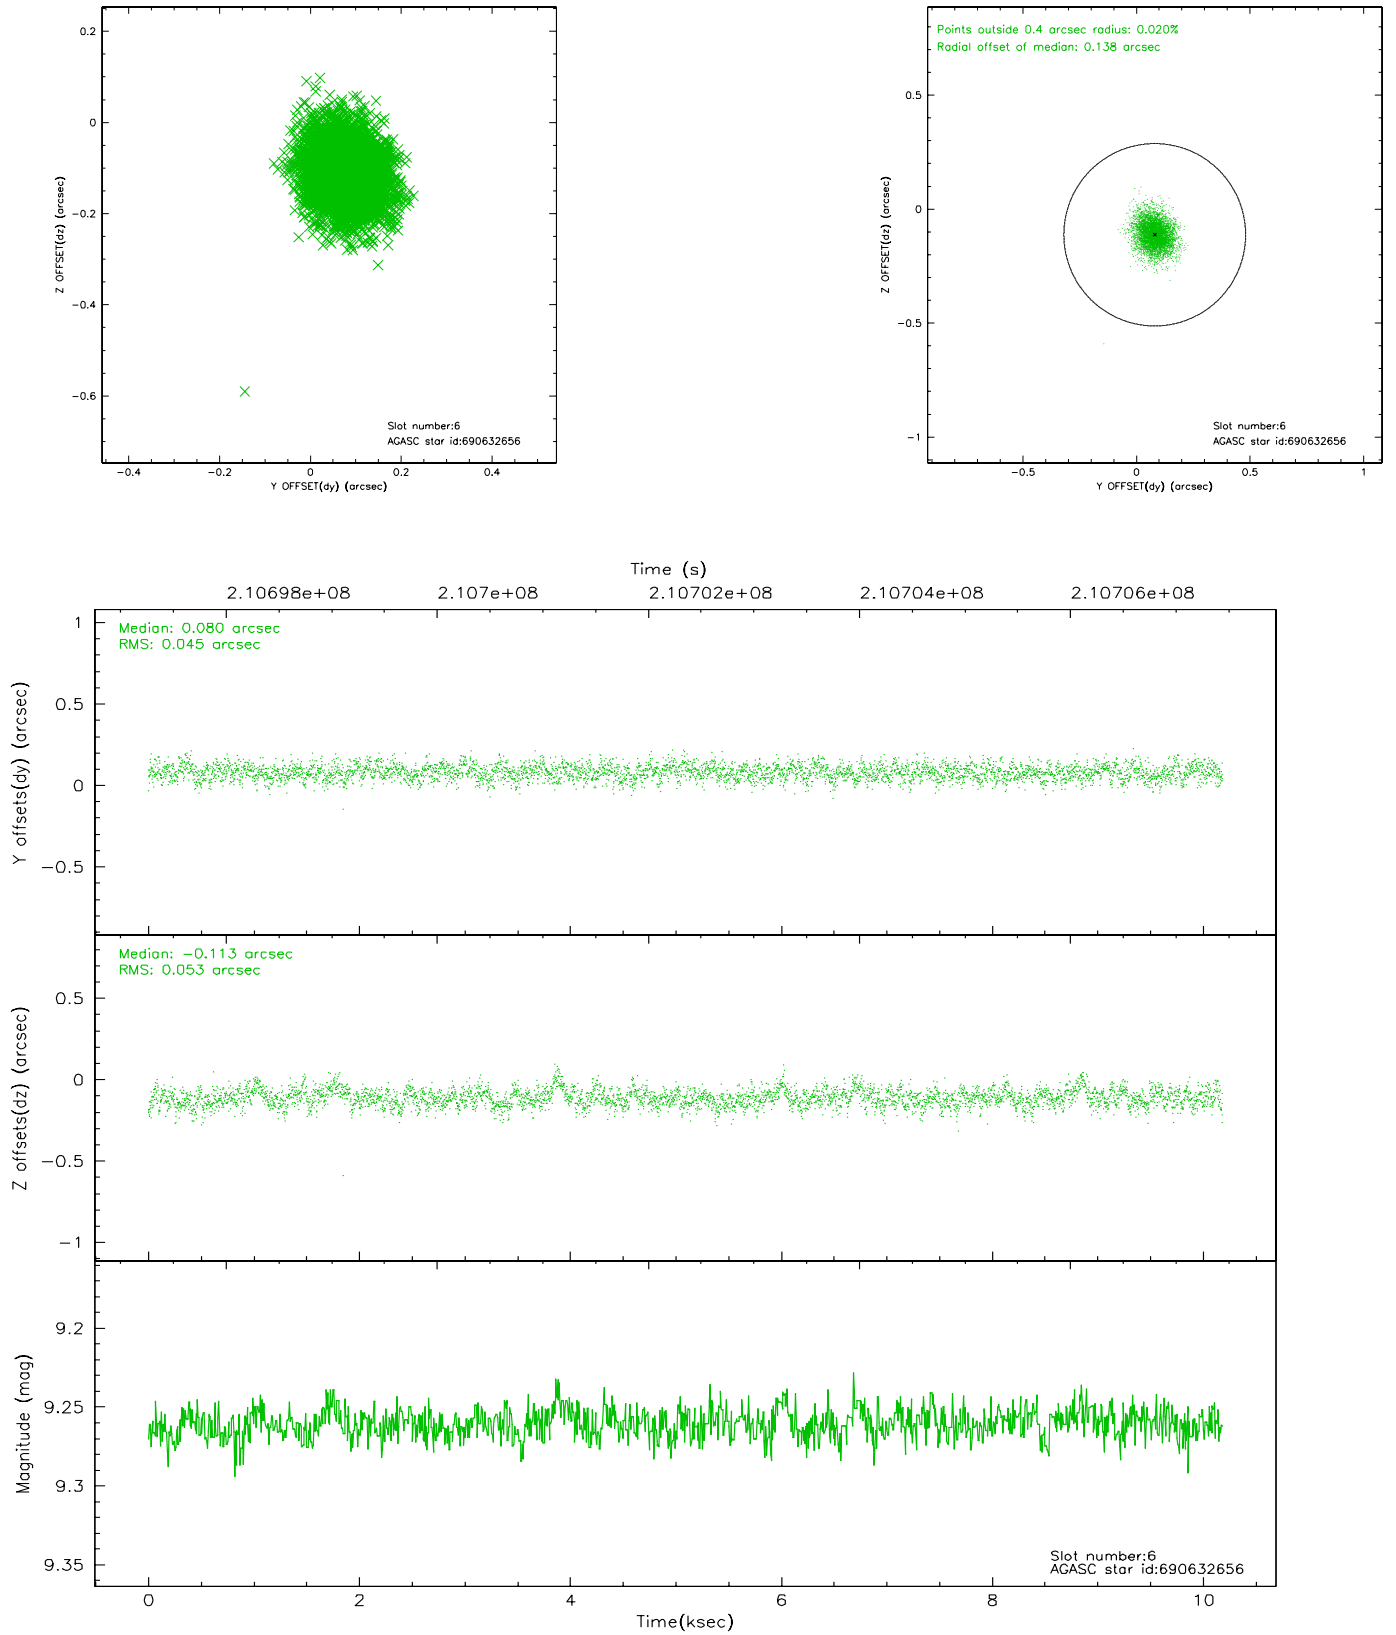 0.2
0
−0.2
−0.4
−0.6
Z OFFSET(dz) (arcsec)
Slot number:6
AGASC star id:690632656
−0.4 −0.2 0 0.2 0.4
Y OFFSET(dy) (arcsec)
Points outside 0.4 arcsec radius: 0.020%
Radial offset of median: 0.138 arcsec
0.5
0
−0.5
−1
Z OFFSET(dz) (arcsec)
Slot number:6
AGASC star id:690632656
−0.5 0 0.5 1
Y OFFSET(dy) (arcsec)
Time (s)
2.10698e+08 2.107e+08 2.10702e+08 2.10704e+08 2.10706e+08
Median: 0.080 arcsec
RMS: 0.045 arcsec
1
0.5
0
−0.5
Y offsets(dy) (arcsec)
Median: −0.113 arcsec
RMS: 0.053 arcsec
0.5
0
−0.5
−1
Z offsets(dz) (arcsec)
9.2
9.25
9.3
9.35
Magnitude (mag)
Slot number:6
AGASC star id:690632656
0 2 4 6 8 10
Time(ksec)